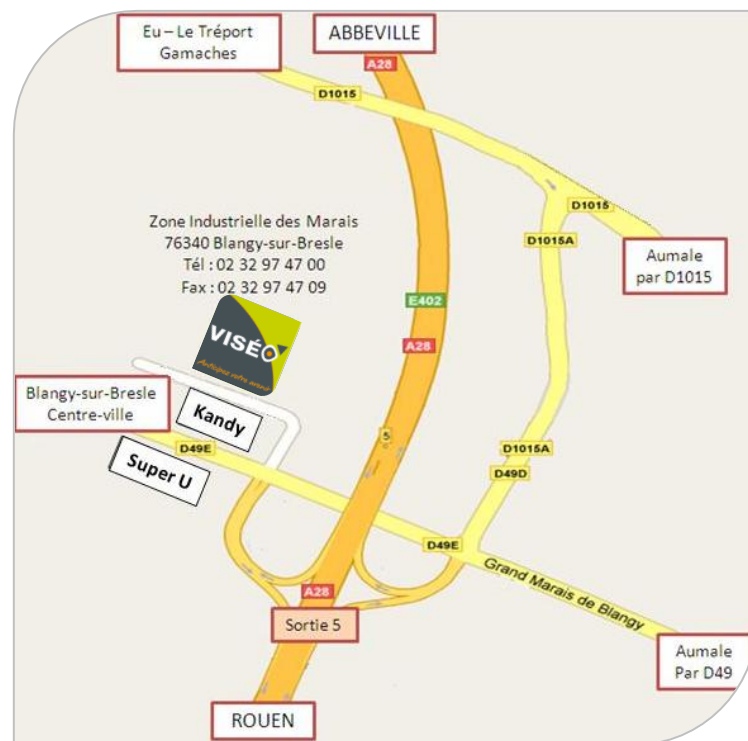 Eu – Le Tréport
Gamaches
ABBEVILLE
A28
D1015
D1015
D1015A
Aumale
par D1015
Zone Industrielle des Marais
76340 Blangy-sur-Bresle
Tél : 02 32 97 47 00
Fax : 02 32 97 47 09
E402
A28
VISÉO
Anticipez votre avenir
Blangy-sur-Bresle
Centre-ville
Kandy
5
D49E
Super U
D1015A
D49D
D49E
Grand Marais de Blangy
A28
Sortie 5
Aumale
Par D49
ROUEN